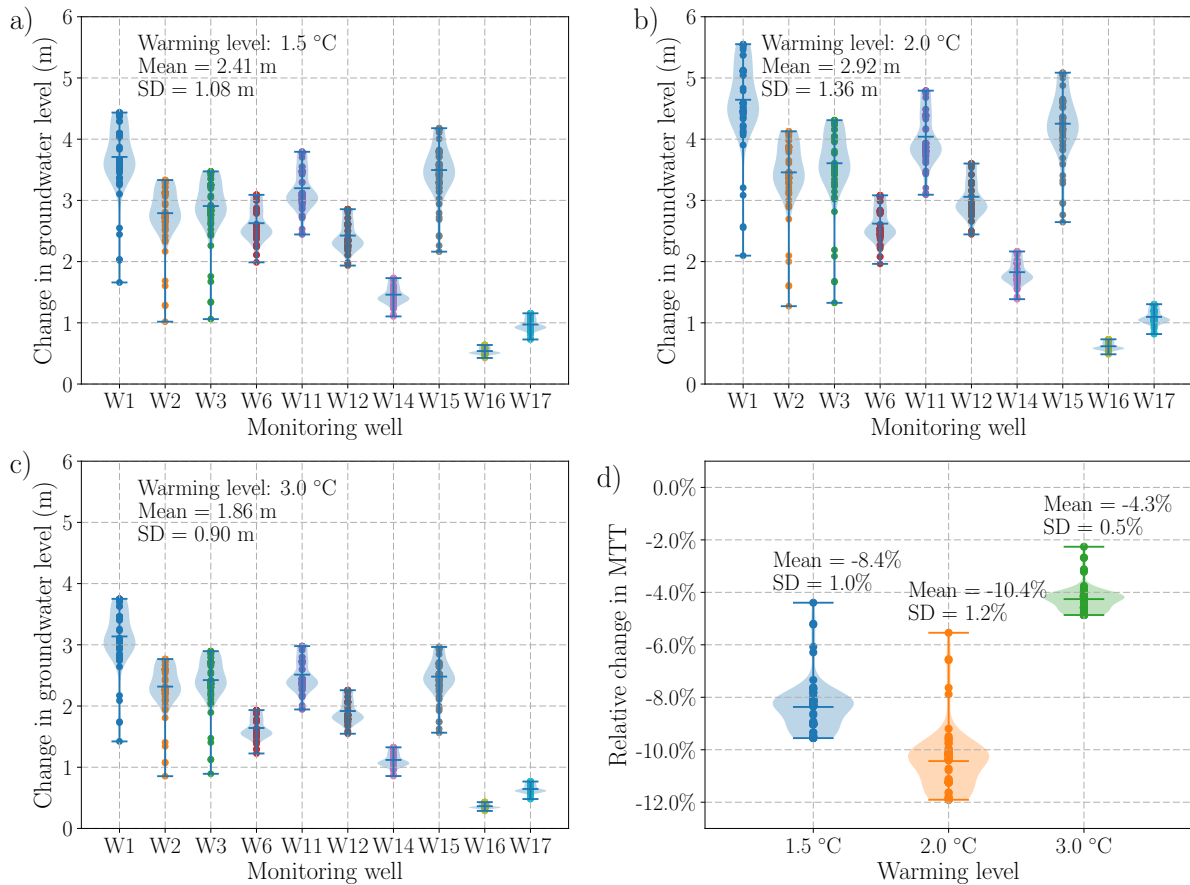 a)
Warming level: 1.5 °C
Mean = 2.41 m
SD = 1.08 m
Change in groundwater level (m)
6
5
4
3
2
1
0
W1 W2 W3 W6 W11 W12 W14 W15 W16 W17
Monitoring well
b)
Warming level: 2.0 °C
Mean = 2.92 m
SD = 1.36 m
Change in groundwater level (m)
6
5
4
3
2
1
0
W1 W2 W3 W6 W11 W12 W14 W15 W16 W17
Monitoring well
c)
Warming level: 3.0 °C
Mean = 1.86 m
SD = 0.90 m
Change in groundwater level (m)
6
5
4
3
2
1
0
W1 W2 W3 W6 W11 W12 W14 W15 W16 W17
Monitoring well
d)
Relative change in MTT
0.0%
-2.0%
-4.0%
-6.0%
-8.0%
-10.0%
-12.0%
Mean = -8.4%
SD = 1.0%
Mean = -10.4%
SD = 1.2%
Mean = -4.3%
SD = 0.5%
1.5 °C 2.0 °C 3.0 °C
Warming level